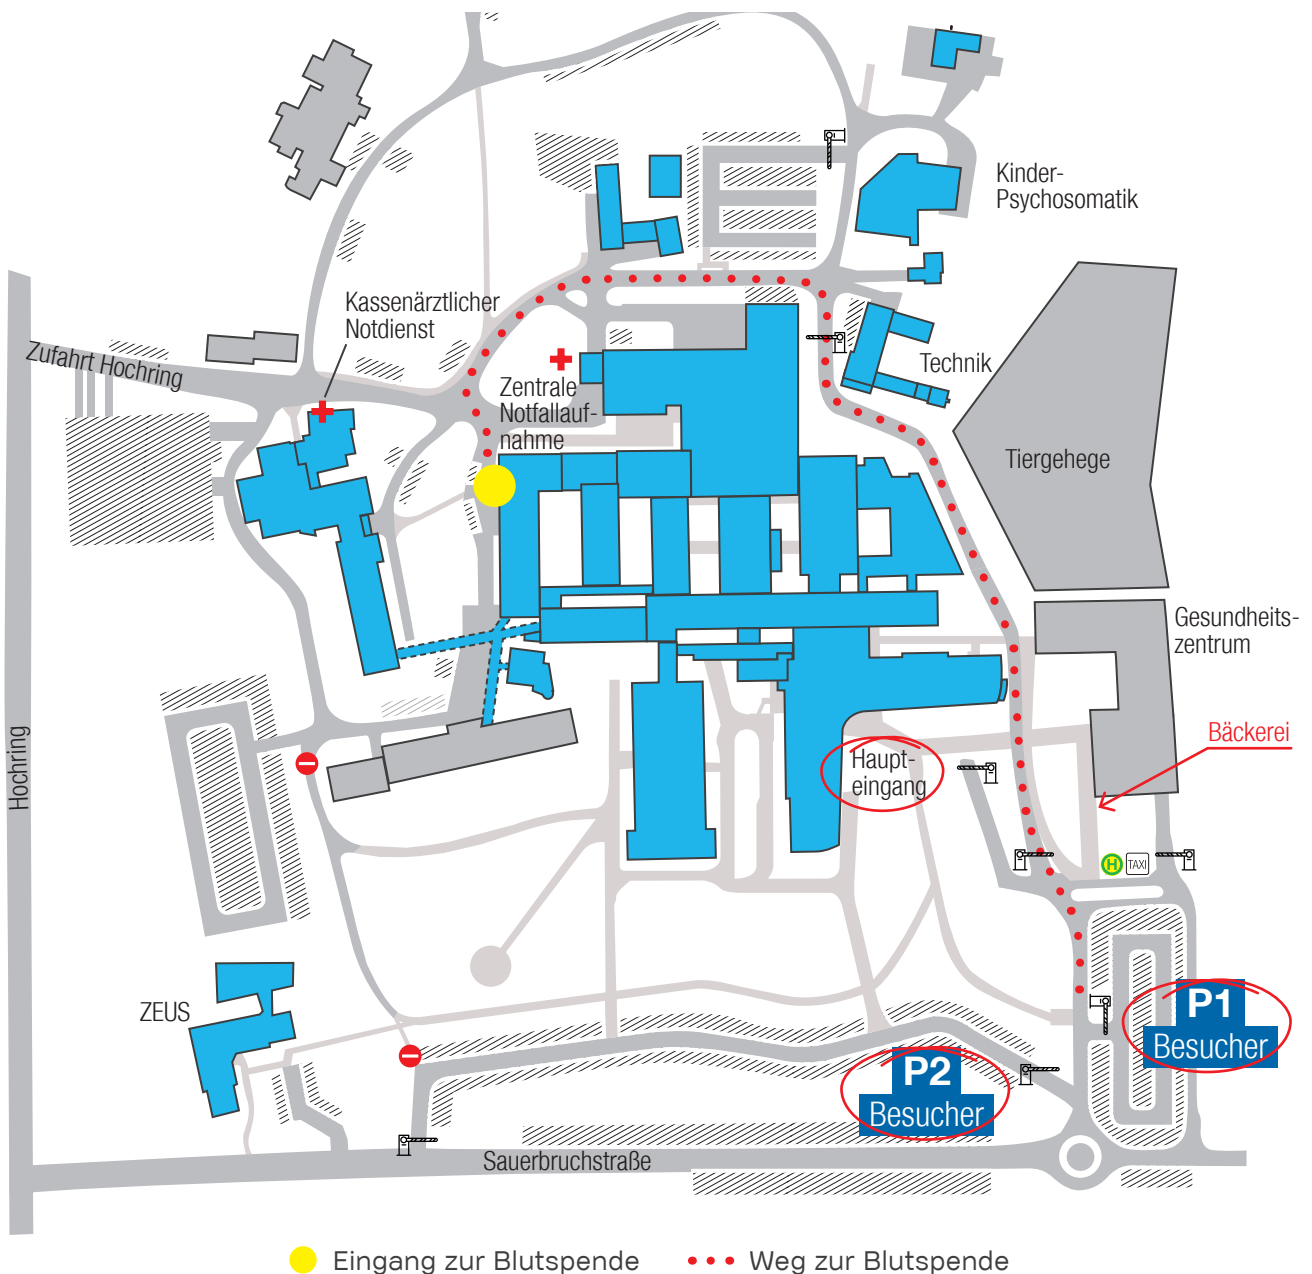 Kinder-
Psychosomatik
Kassenärztlicher
Notdienst
Zufahrt Hochring
Zentrale
Notfallauf-
nahme
Technik
Tiergehege
Gesundheits-
zentrum
Bäckerei
Hochring
Haupt-
eingang
H
TAXI
ZEUS
P1
Besucher
P2
Besucher
Sauerbruchstraße
Eingang zur Blutspende
Weg zur Blutspende